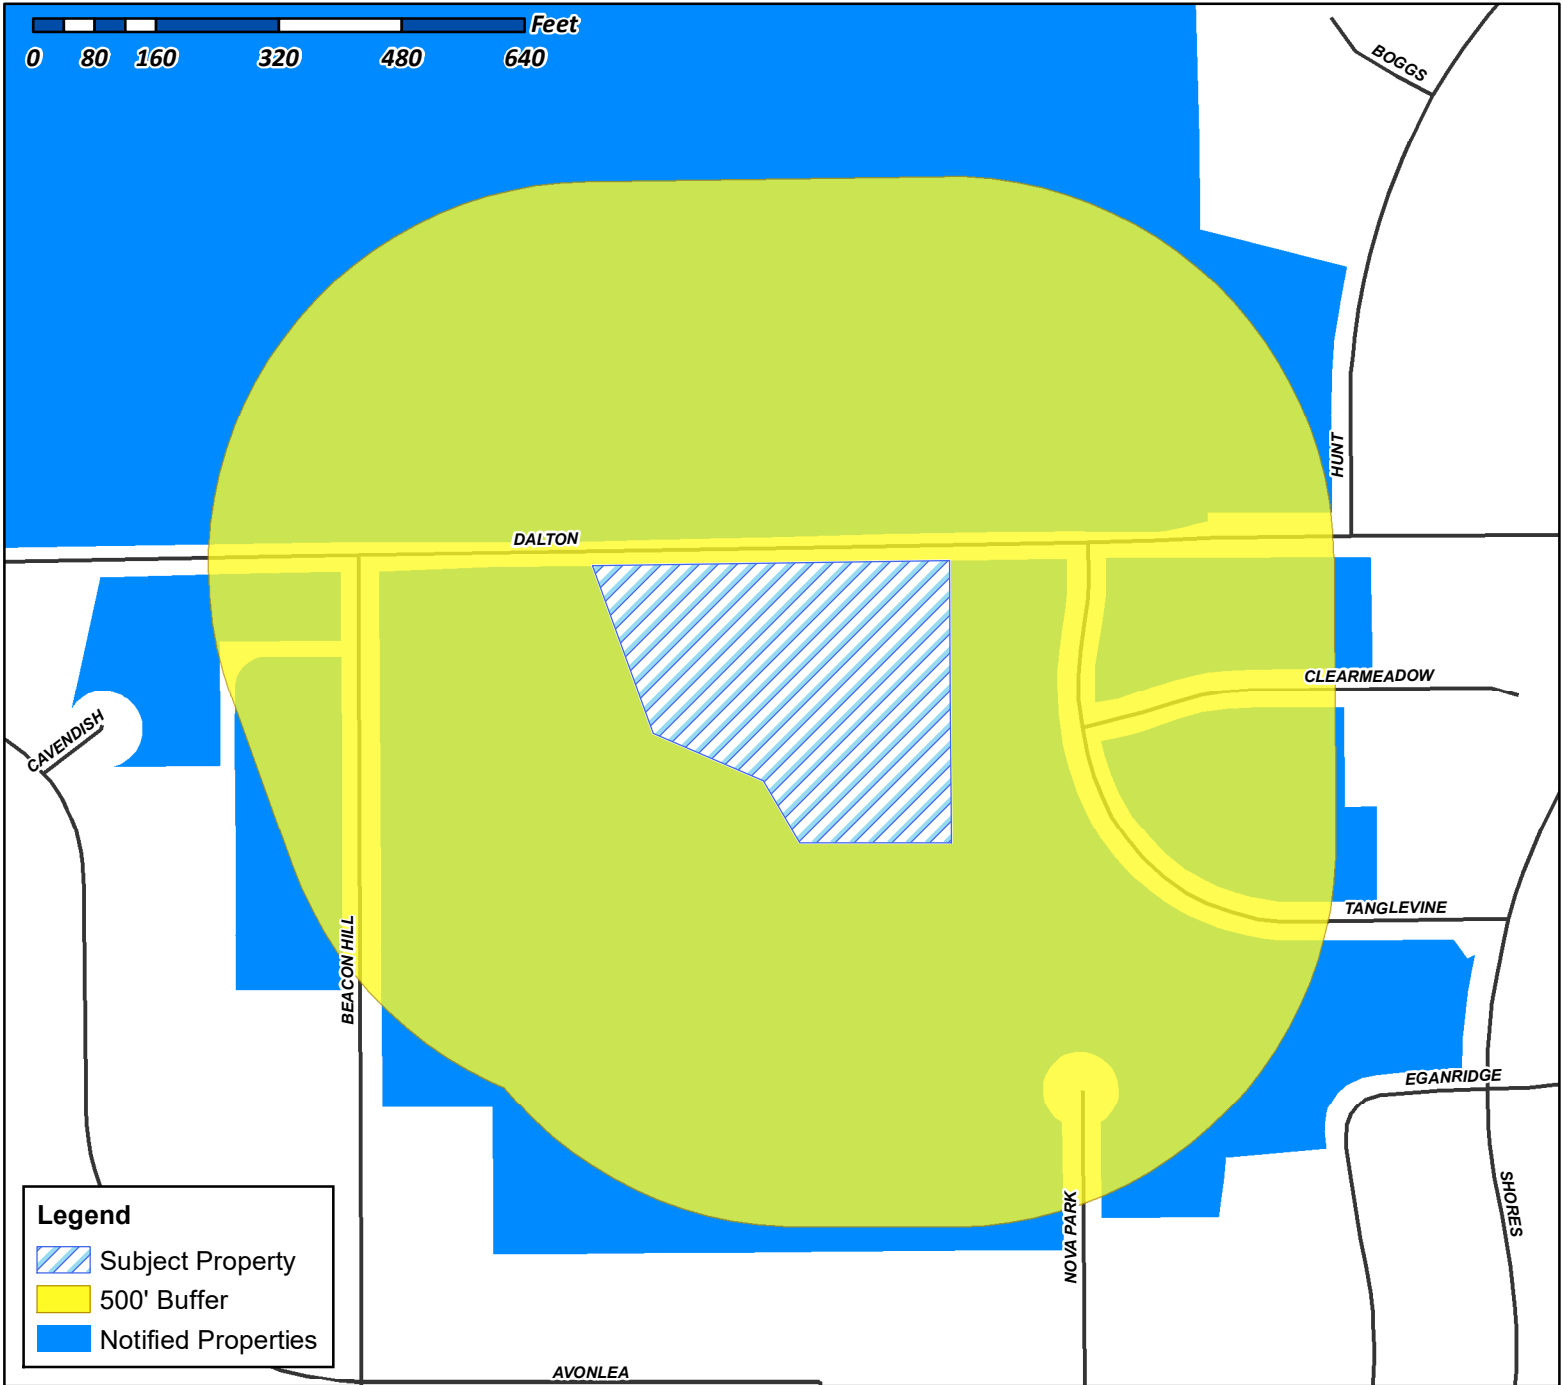 Feet
0 80 160 320 480 640
BOGGS
HUNT
DALTON
CLEARMEADOW
CAVENDISH
TANGLEVINE
BEACON HILL
EGANRIDGE
SHORES
NOVA PARK
AVONLEA
Legend
Subject Property
500' Buffer
Notified Properties